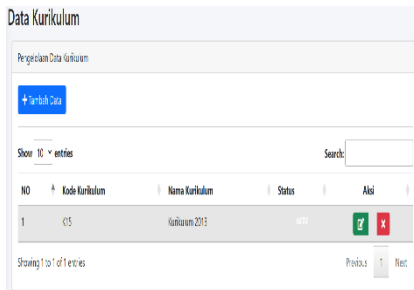 Data Kurikulum
Pengelolaan Data Kurikulum
+ Tambah Data
Show 10 entries
Search:
NO Kode Kurikulum Nama Kurikulum Status Aksi
1 K15 Kurikulum 2013
Showing 1 to 1 of 1 entries
Previous 1 Next